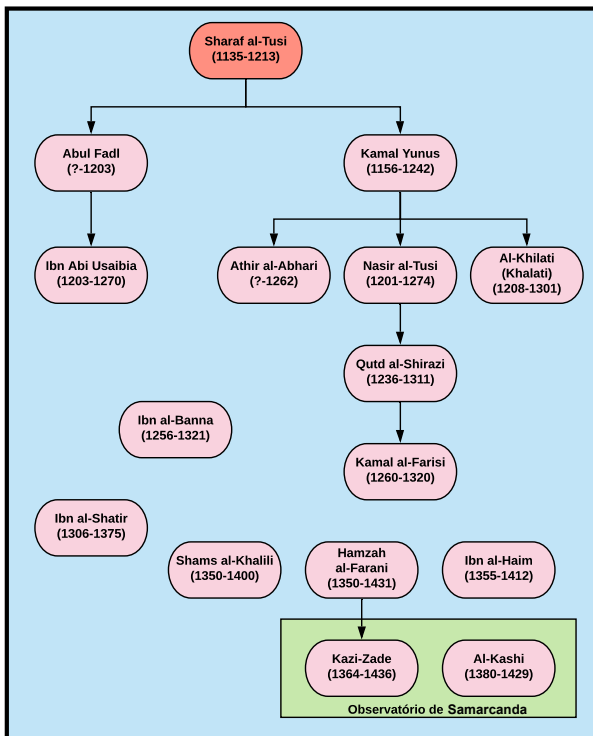 Sharaf al-Tusi
(1135-1213)
Abul Fadl
(?-1203)
Kamal Yunus
(1156-1242)
Ibn Abi Usaibia
(1203-1270)
Athir al-Abhari
(?-1262)
Nasir al-Tusi
(1201-1274)
Al-Khilati
(Khalati)
(1208-1301)
Qutd al-Shirazi
(1236-1311)
Ibn al-Banna
(1256-1321)
Kamal al-Farisi
(1260-1320)
Ibn al-Shatir
(1306-1375)
Shams al-Khalili
(1350-1400)
Hamzah
al-Farani
(1350-1431)
Ibn al-Haim
(1355-1412)
Kazi-Zade
(1364-1436)
Al-Kashi
(1380-1429)
Observatório de Samarcanda